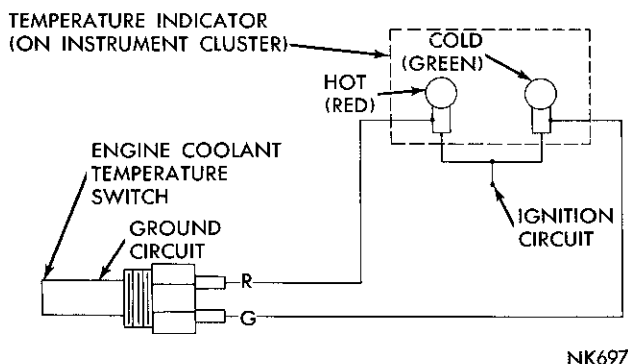 TEMPERATURE INDICATOR
(ON INSTRUMENT CLUSTER)
COLD
(GREEN)
HOT
(RED)
ENGINE COOLANT
TEMPERATURE
SWITCH
GROUND
CIRCUIT
IGNITION
CIRCUIT
R
G
NK697